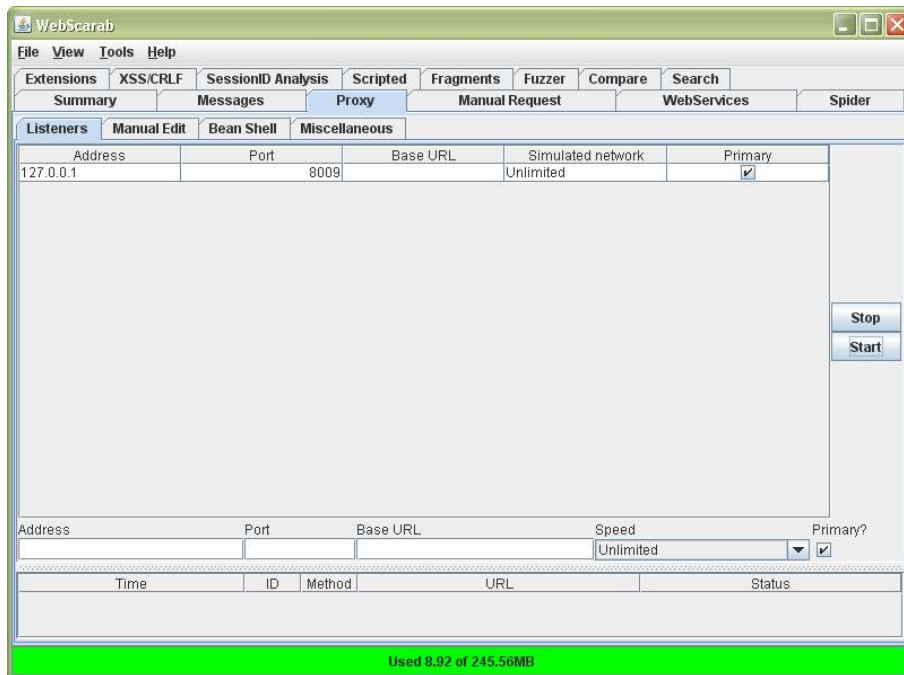 WebScarab
File View Tools Help
Extensions XSS/CRLF SessionID Analysis Scripted Fragments Fuzzer Compare Search
Summary Messages Proxy Manual Request WebServices Spider
Listeners Manual Edit Bean Shell Miscellaneous
Address Port Base URL Simulated network Primary
127.0.0.1 8009 Unlimited
Stop
Start
Address Port Base URL Speed Primary?
Unlimited
Time ID Method URL Status
Used 8.92 of 245.56MB